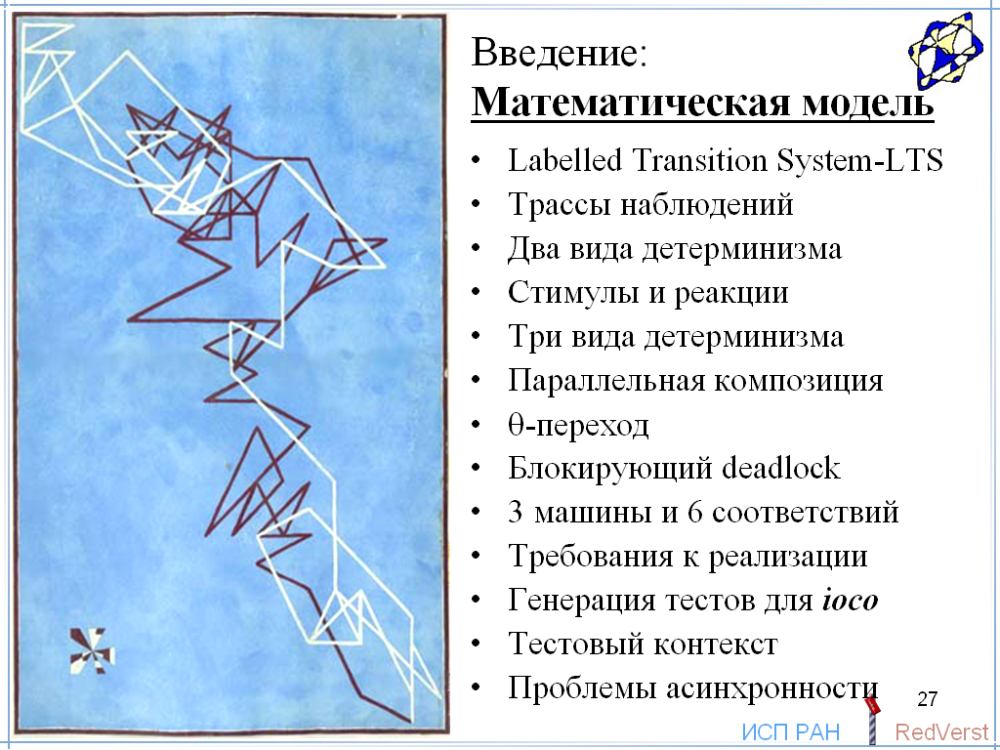 Введение:
Математическая модель
• Labelled Transition System-LTS
• Трассы наблюдений
• Два вида детерминизма
• Стимулы и реакции
• Три вида детерминизма
• Параллельная композиция
• θ-переход
• Блокирующий deadlock
• 3 машины и 6 соответствий
• Требования к реализации
• Генерация тестов для ioco
• Тестовый контекст
• Проблемы асинхронности
27
ИСП РАН RedVerst